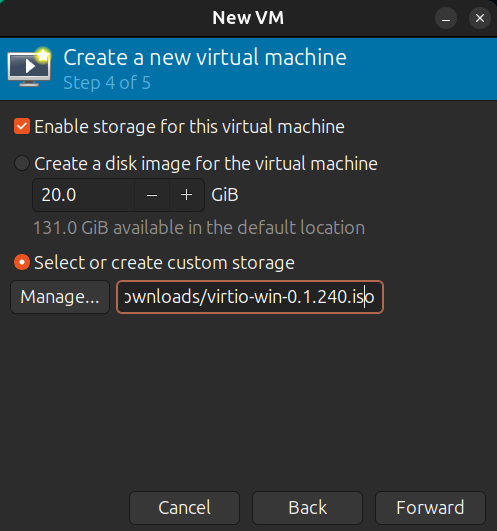 New VM
Create a new virtual machine
Step 4 of 5
Enable storage for this virtual machine
Create a disk image for the virtual machine
20.0 − + GiB
131.0 GiB available in the default location
Select or create custom storage
Manage... ownloads/virtio-win-0.1.240.iso
Cancel Back Forward